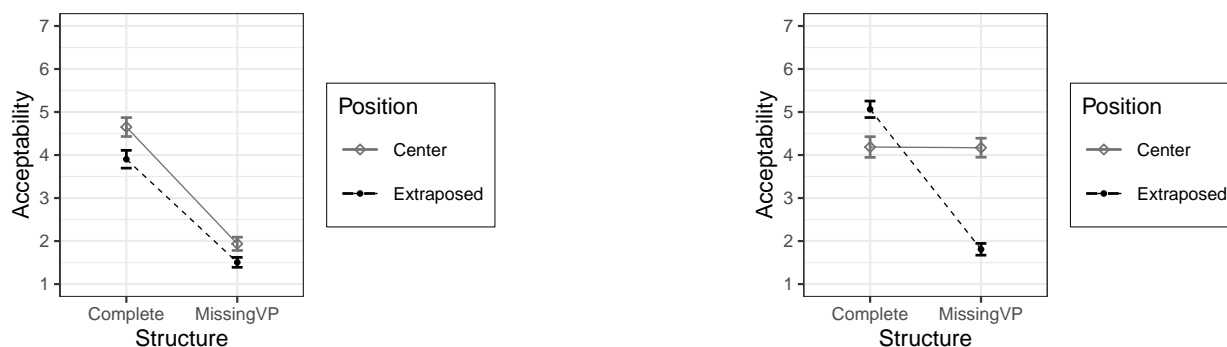 7
6
5
4
3
2
1
Acceptability
Complete MissingVP
Structure
Position
Center
Extraposed
7
6
5
4
3
2
1
Acceptability
Complete MissingVP
Structure
Position
Center
Extraposed